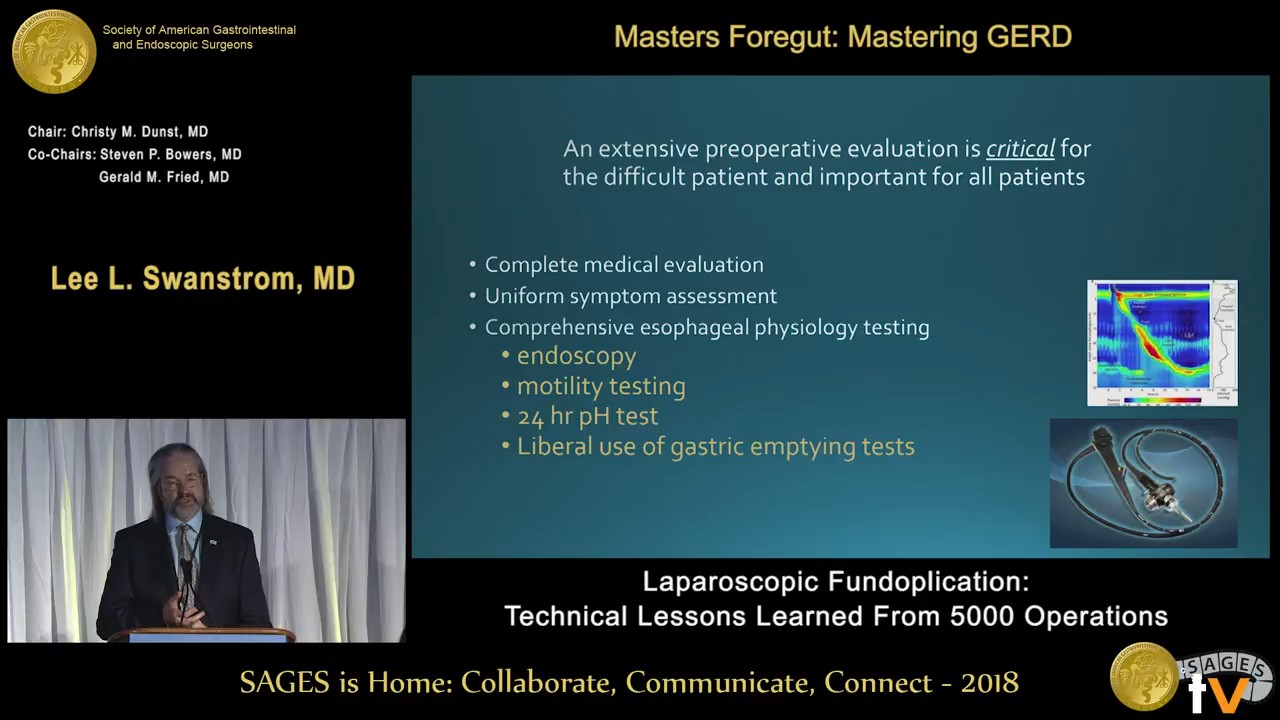 Society of American Gastrointestinal
and Endoscopic Surgeons
Masters Foregut: Mastering GERD
Chair: Christy M. Dunst, MD
Co-Chairs: Steven P. Bowers, MD
Gerald M. Fried, MD
Lee L. Swanstrom, MD
An extensive preoperative evaluation is critical for
the difficult patient and important for all patients
• Complete medical evaluation
• Uniform symptom assessment
• Comprehensive esophageal physiology testing
• endoscopy
• motility testing
• 24 hr pH test
• Liberal use of gastric emptying tests
Laparoscopic Fundoplication:
Technical Lessons Learned From 5000 Operations
SAGES is Home: Collaborate, Communicate, Connect - 2018
SAGES
tv